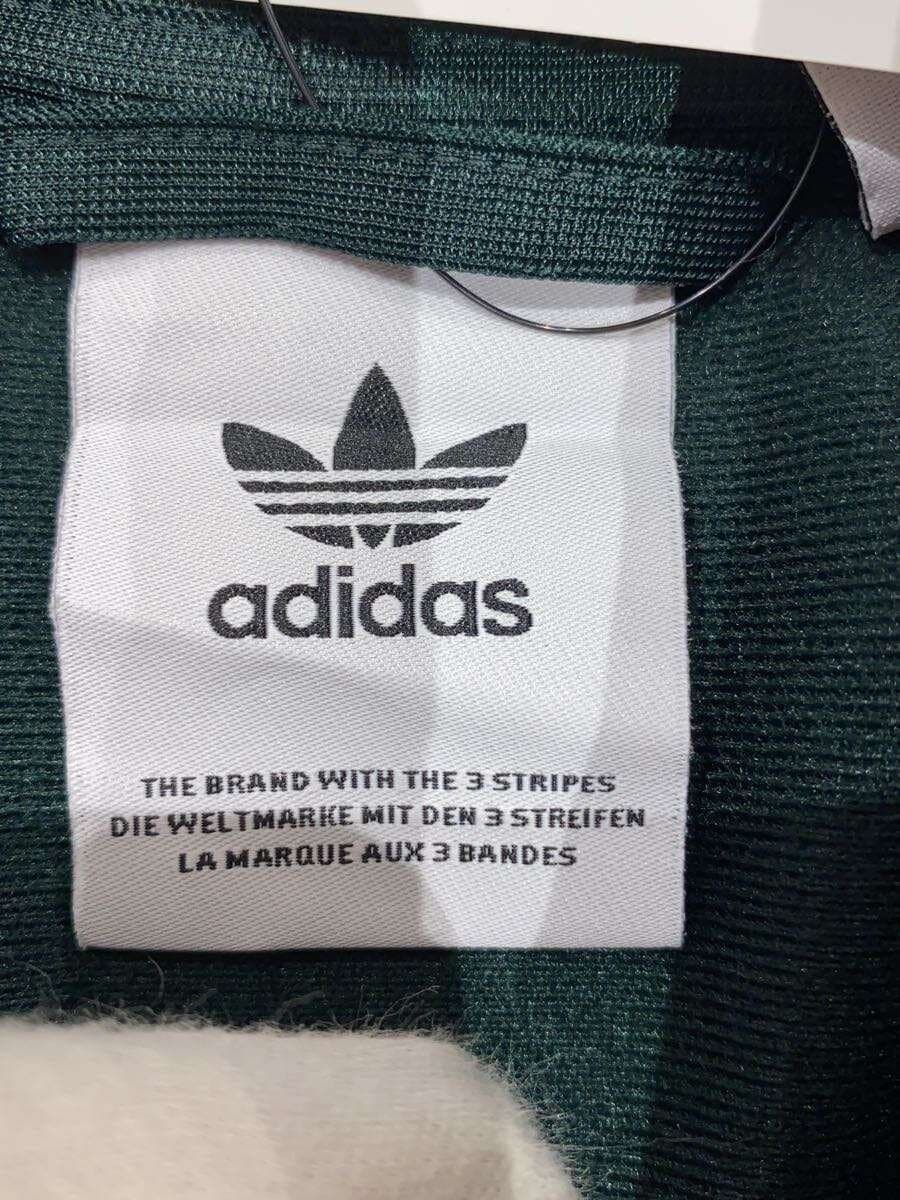 adidas
THE BRAND WITH THE 3 STRIPES
DIE WELTMARKE MIT DEN 3 STREIFEN
LA MARQUE AUX 3 BANDES